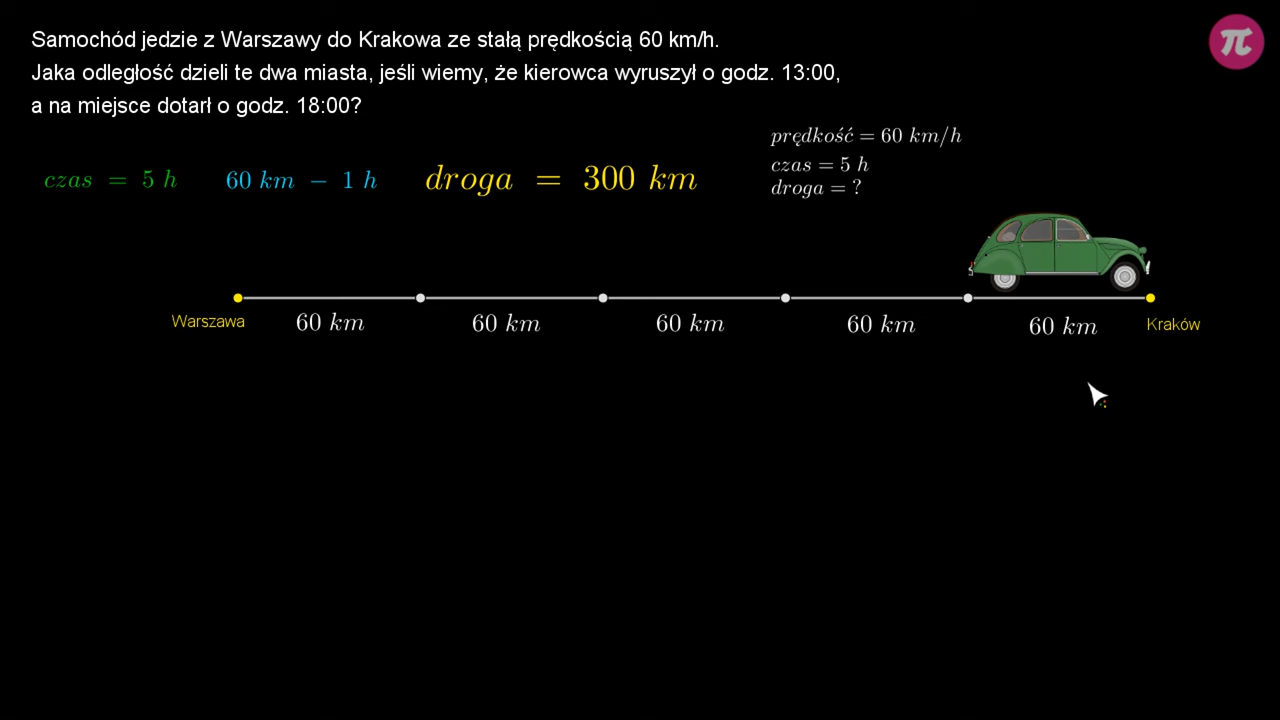 Samochód jedzie z Warszawy do Krakowa ze stałą prędkością 60 km/h.
Jaka odległość dzieli te dwa miasta, jeśli wiemy, że kierowca wyruszył o godz. 13:00,
a na miejsce dotarł o godz. 18:00?
π
prędkość = 60 km/h
czas = 5 h
droga = ?
czas = 5 h 60 km − 1 h droga = 300 km
Warszawa 60 km 60 km 60 km 60 km 60 km Kraków